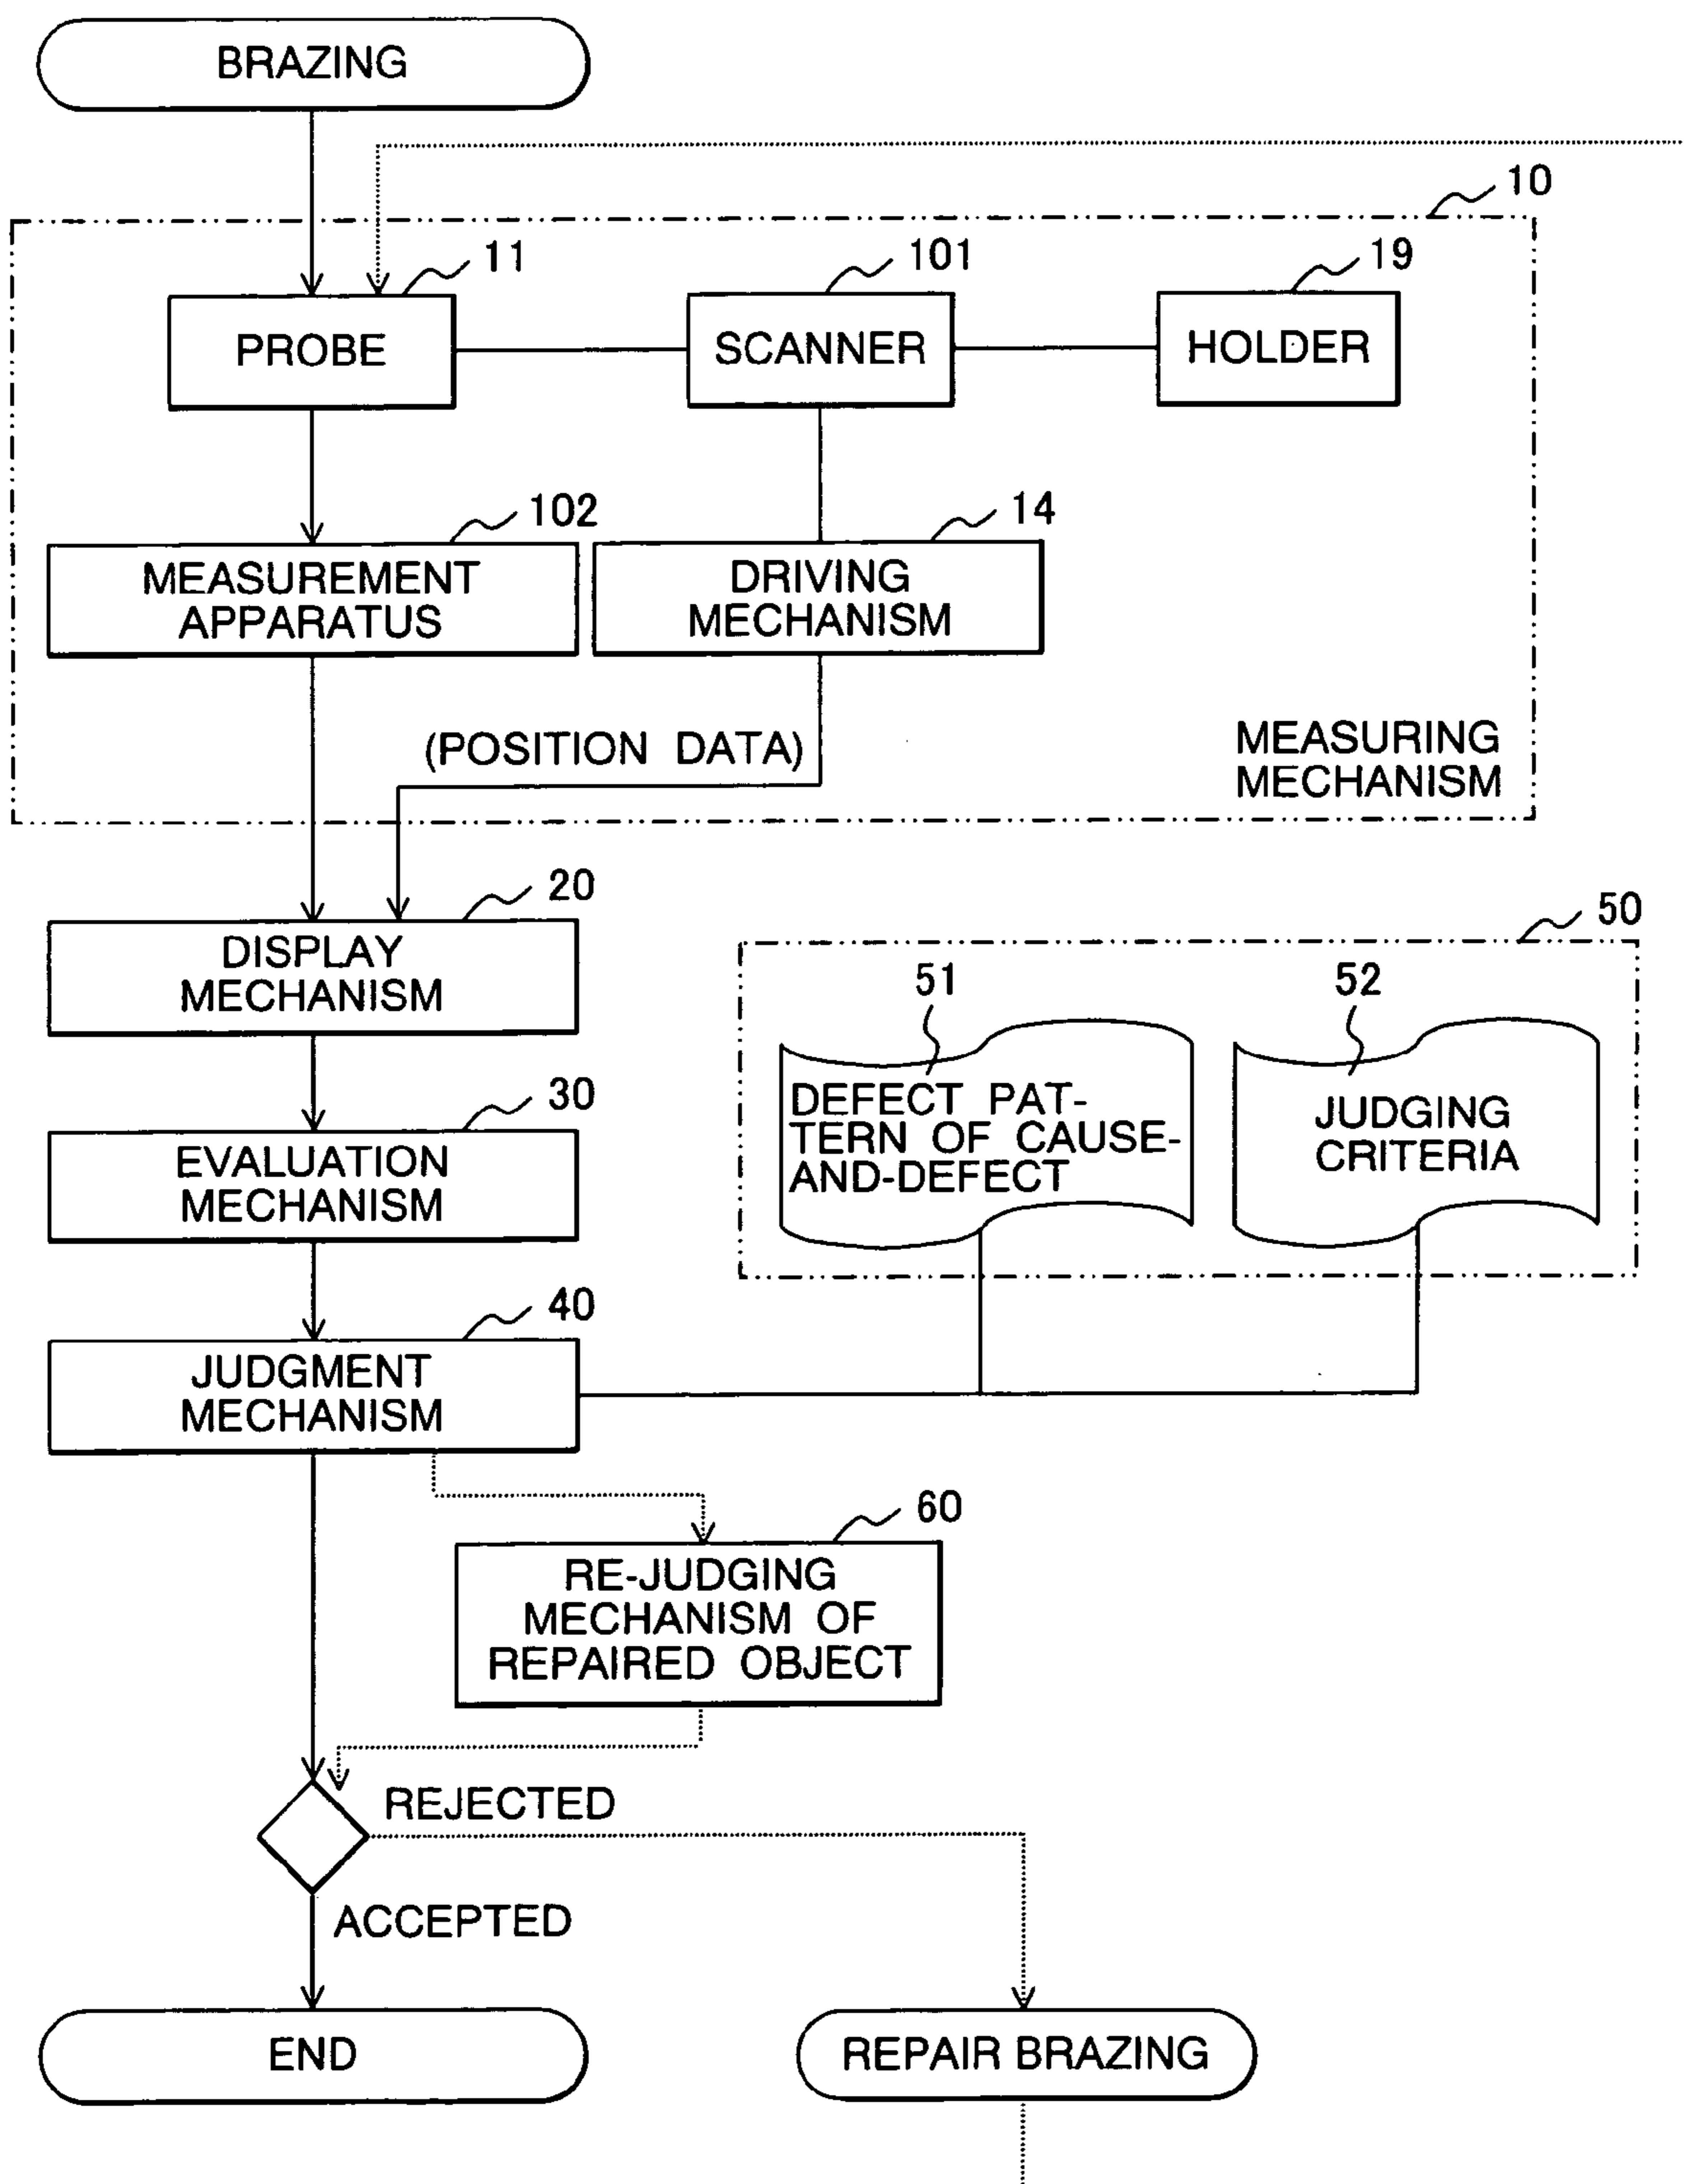 BRAZING
10
11
101
19
PROBE
SCANNER
HOLDER
102
14
MEASUREMENT
APPARATUS
DRIVING
MECHANISM
(POSITION DATA)
MEASURING
MECHANISM
20
50
DISPLAY
MECHANISM
51
52
30
DEFECT PAT-
TERN OF CAUSE-
AND-DEFECT
JUDGING
CRITERIA
EVALUATION
MECHANISM
40
JUDGMENT
MECHANISM
60
RE-JUDGING
MECHANISM OF
REPAIRED OBJECT
REJECTED
ACCEPTED
END
REPAIR BRAZING